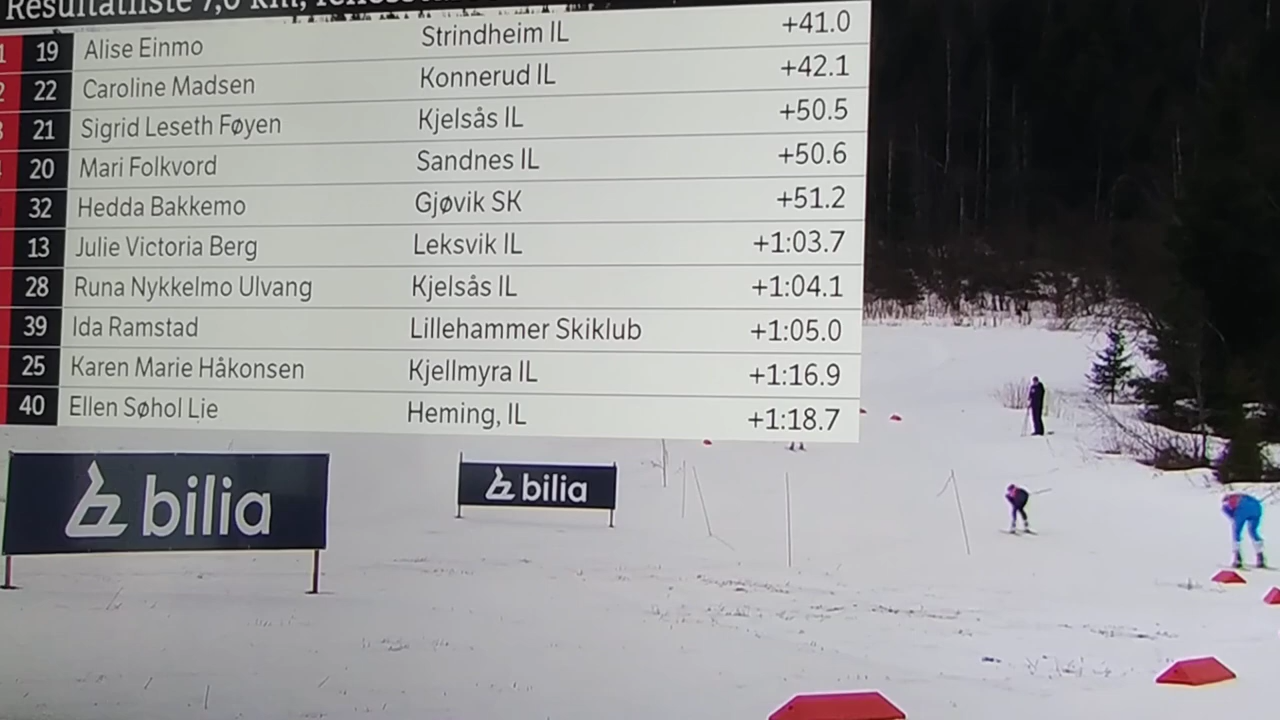 Resultatliste 7,0 km,
19 Alise Einmo Strindheim IL +41.0
22 Caroline Madsen Konnerud IL +42.1
21 Sigrid Leseth Føyen Kjelsås IL +50.5
20 Mari Folkvord Sandnes IL +50.6
32 Hedda Bakkemo Gjøvik SK +51.2
13 Julie Victoria Berg Leksvik IL +1:03.7
28 Runa Nykkelmo Ulvang Kjelsås IL +1:04.1
39 Ida Ramstad Lillehammer Skiklub +1:05.0
25 Karen Marie Håkonsen Kjellmyra IL +1:16.9
40 Ellen Søhol Lie Heming, IL +1:18.7
bilia
bilia